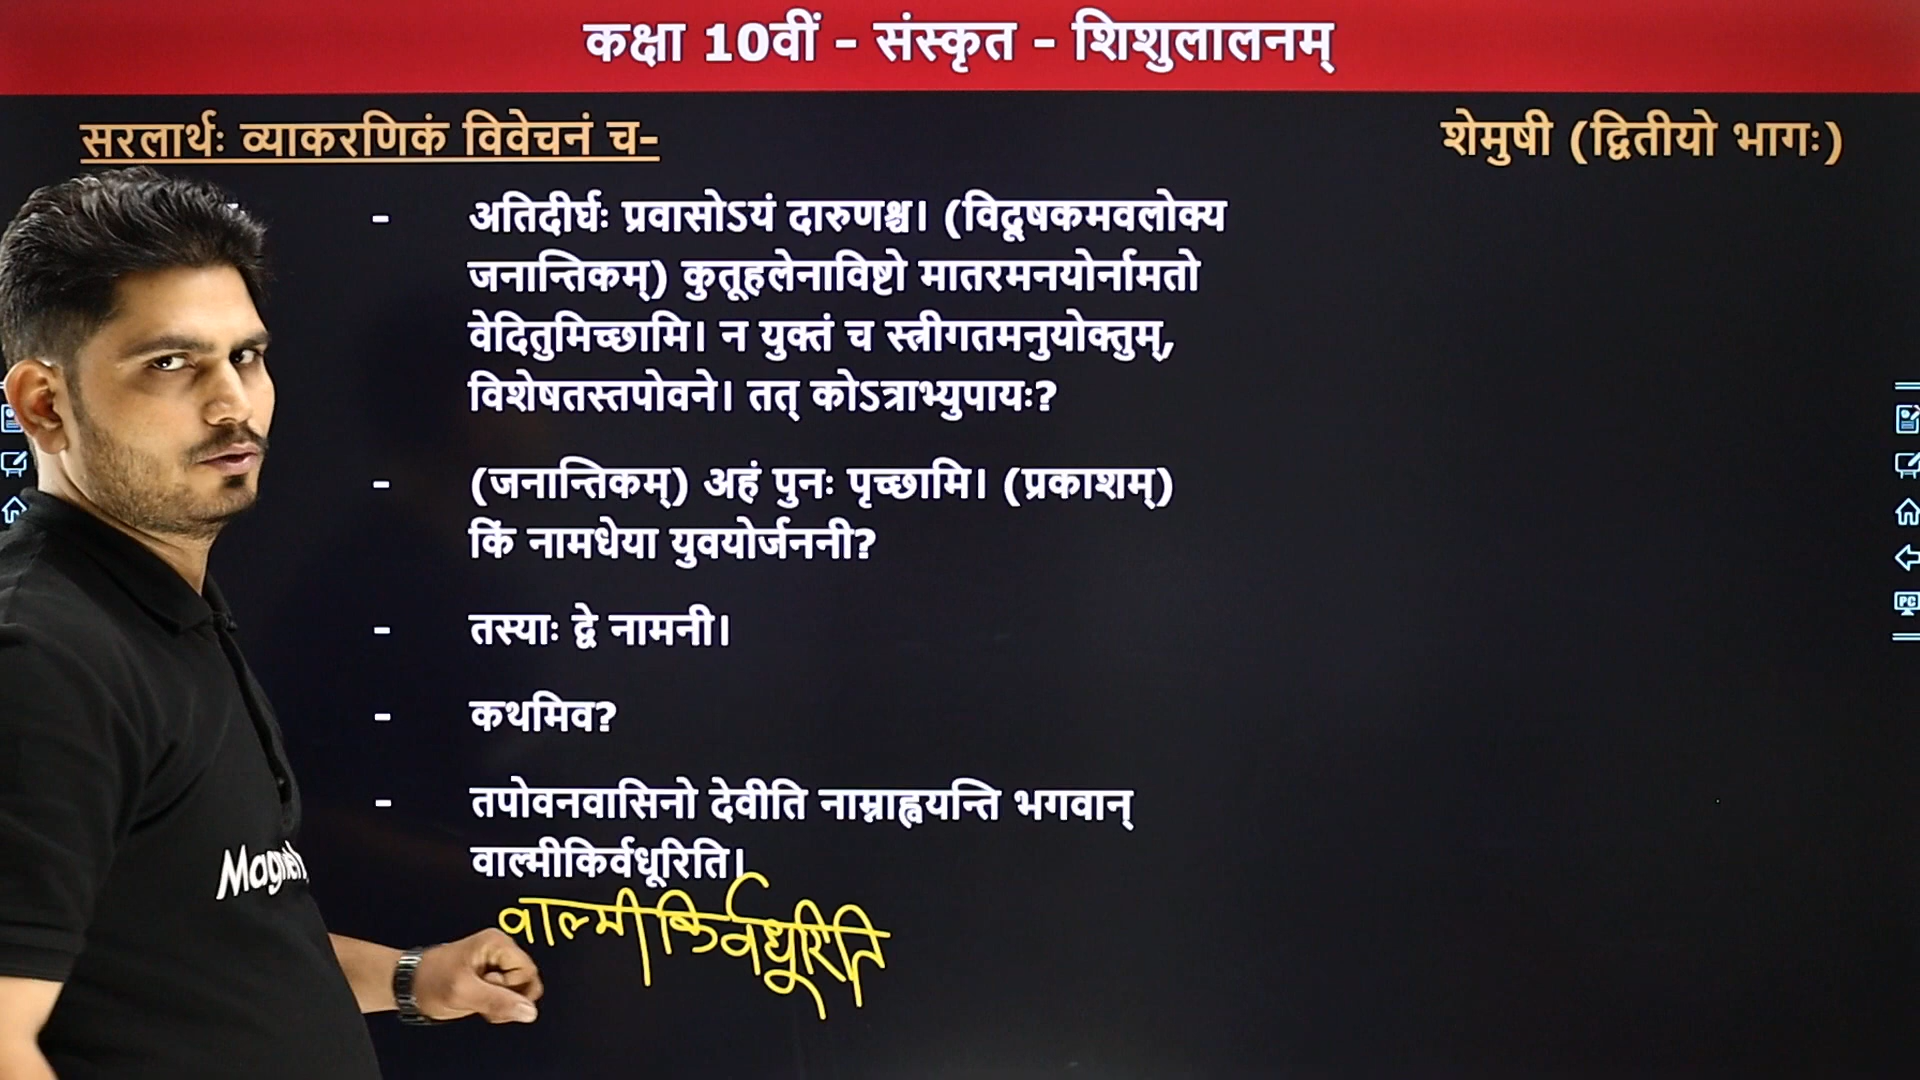 कक्षा 10वीं - संस्कृत - शिशुलालनम्
सरलार्थः व्याकरणिकं विवेचनं च-
शेमुषी (द्वितीयो भागः)
- अतिदीर्घः प्रवासोऽयं दारुणश्च। (विदूषकमवलोक्य
जनान्तिकम्) कुतूहलेनाविष्टो मातरमनयोर्नामतो
वेदितुमिच्छामि। न युक्तं च स्त्रीगतमनुयोक्तुम्,
विशेषतस्तपोवने। तत् कोऽत्राभ्युपायः?
- (जनान्तिकम्) अहं पुनः पृच्छामि। (प्रकाशम्)
किं नामधेया युवयोर्जननी?
- तस्याः द्वे नामनी।
- कथमिव?
- तपोवनवासिनो देवीति नाम्नाह्वयन्ति भगवान्
वाल्मीकिर्वधूरिति।
वाल्मीकिर्वधूरिति
PC